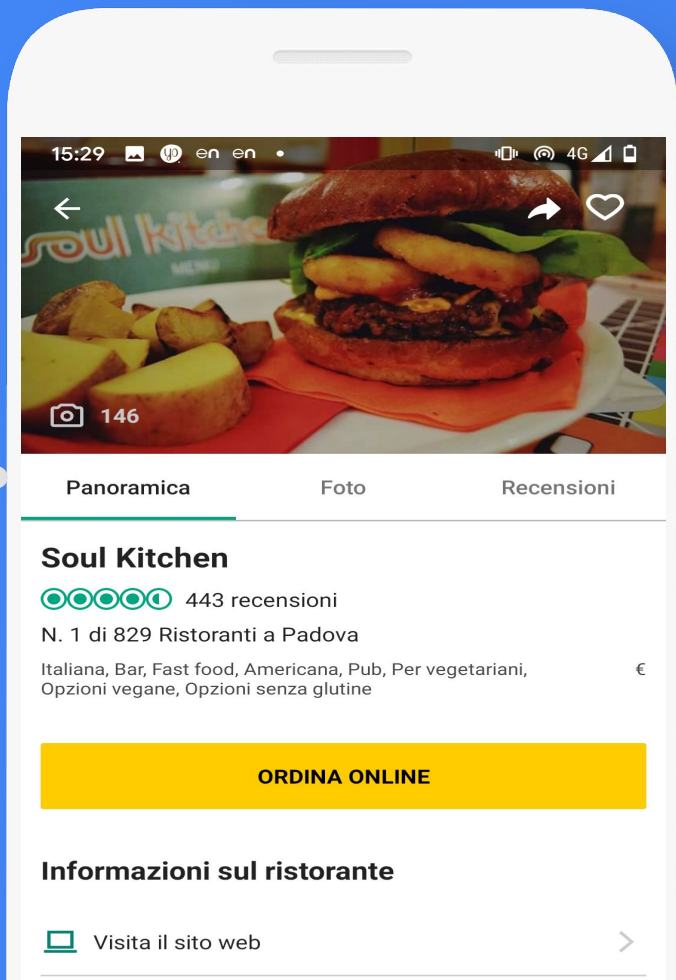 15:29 yo en en 4G
soul kitchen
MENU
146
Panoramica Foto Recensioni
Soul Kitchen
443 recensioni
N. 1 di 829 Ristoranti a Padova
Italiana, Bar, Fast food, Americana, Pub, Per vegetariani, €
Opzioni vegane, Opzioni senza glutine
ORDINA ONLINE
Informazioni sul ristorante
Visita il sito web